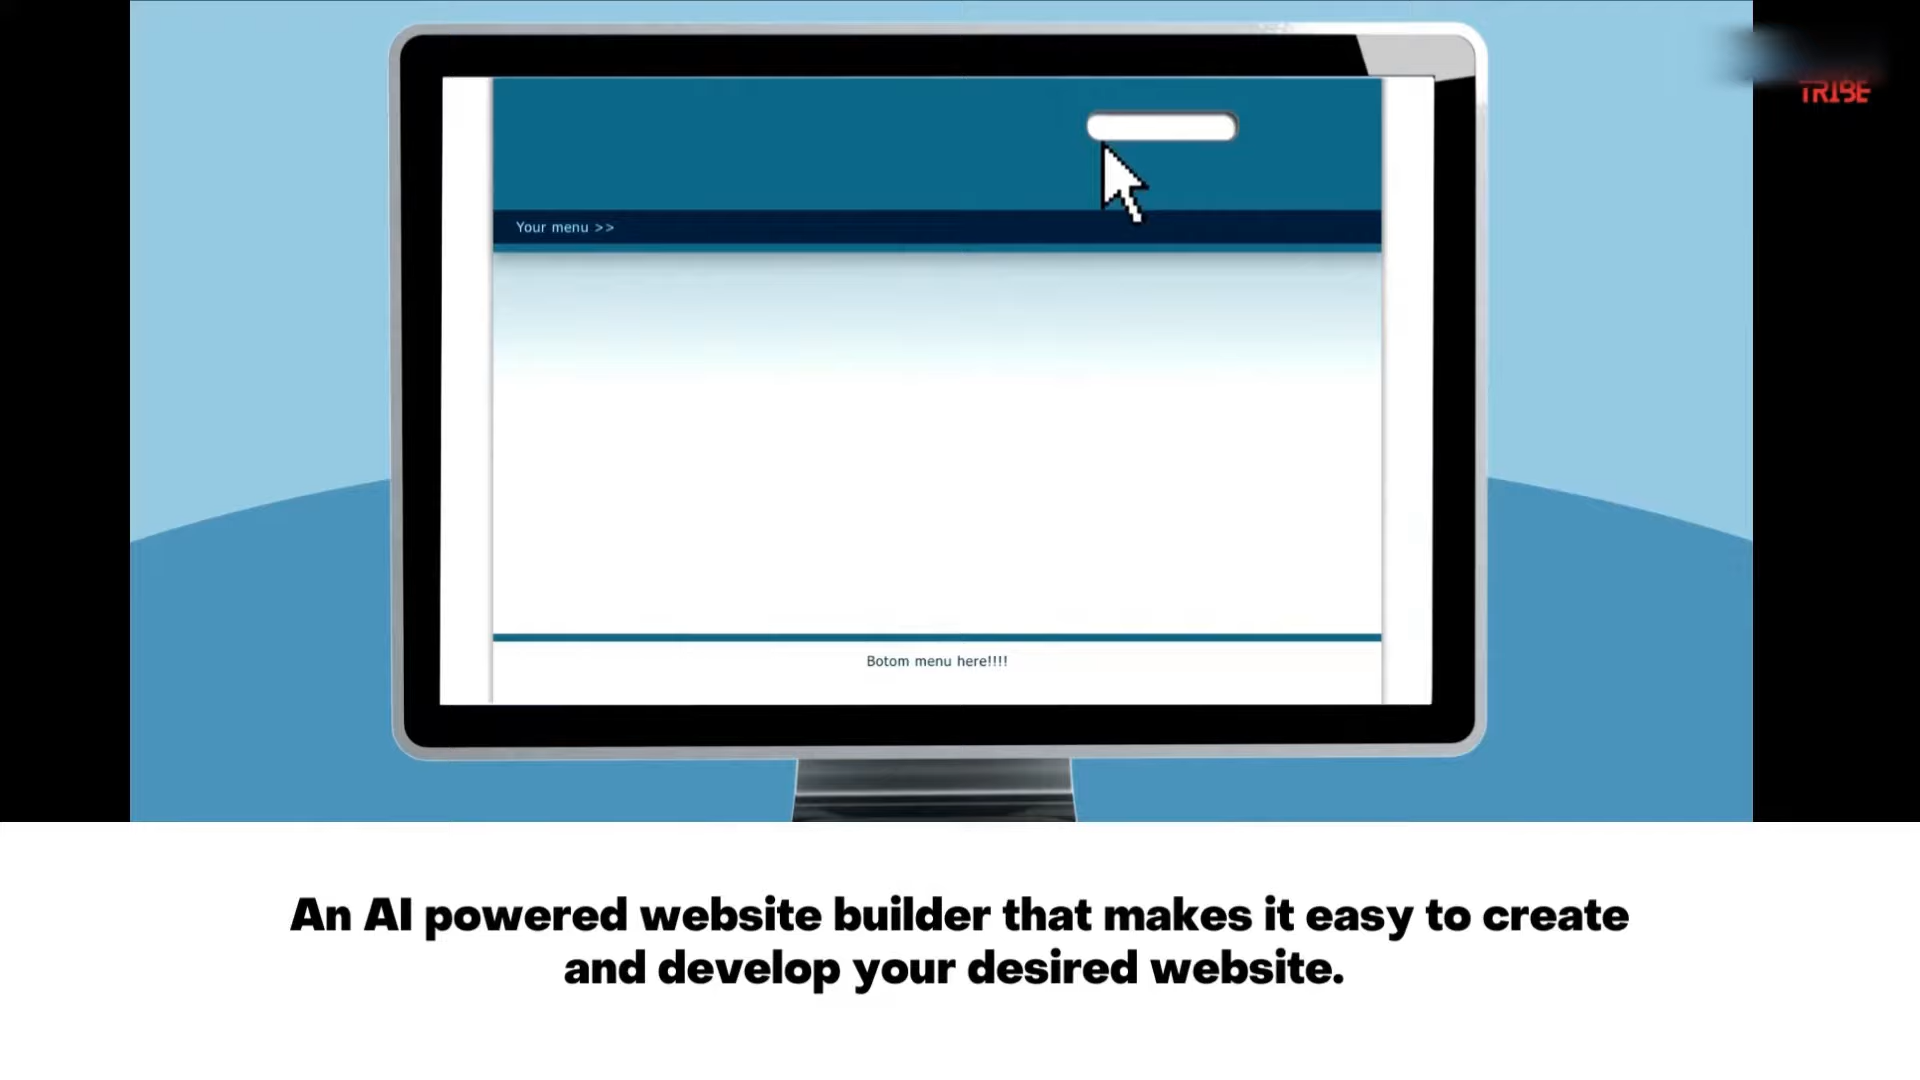 TRIBE
Your menu >>
Botom menu here!!!!
An AI powered website builder that makes it easy to create
and develop your desired website.